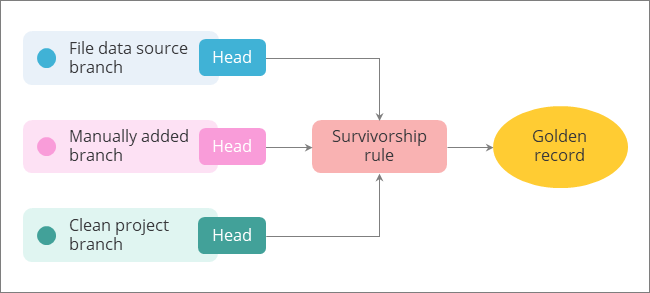 File data source
branch
Head
Manually added
branch
Head
Survivorship
rule
Golden
record
Clean project
branch
Head